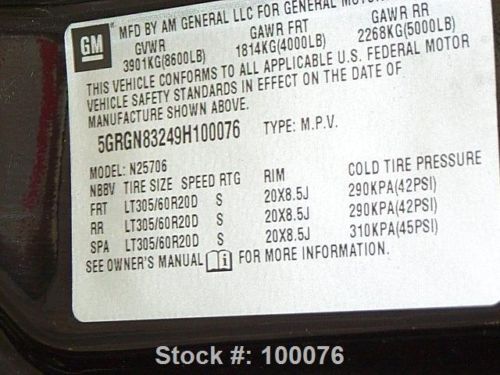 GM
MFD BY AM GENERAL LLC FOR GENERAL MOTOR
GVWR GAWR FRT GAWR RR
3901KG(8600LB) 1814KG(4000LB) 2268KG(5000LB)
THIS VEHICLE CONFORMS TO ALL APPLICABLE U.S. FEDERAL MOTOR
VEHICLE SAFETY STANDARDS IN EFFECT ON THE DATE OF
MANUFACTURE SHOWN ABOVE.
5GRGN83249H100076 TYPE: M.P.V.
MODEL: N25706
NBBV TIRE SIZE SPEED RTG RIM COLD TIRE PRESSURE
FRT LT305/60R20D S 20X8.5J 290KPA(42PSI)
RR LT305/60R20D S 20X8.5J 290KPA(42PSI)
SPA LT305/60R20D S 20X8.5J 310KPA(45PSI)
SEE OWNER'S MANUAL FOR MORE INFORMATION.
Stock #: 100076